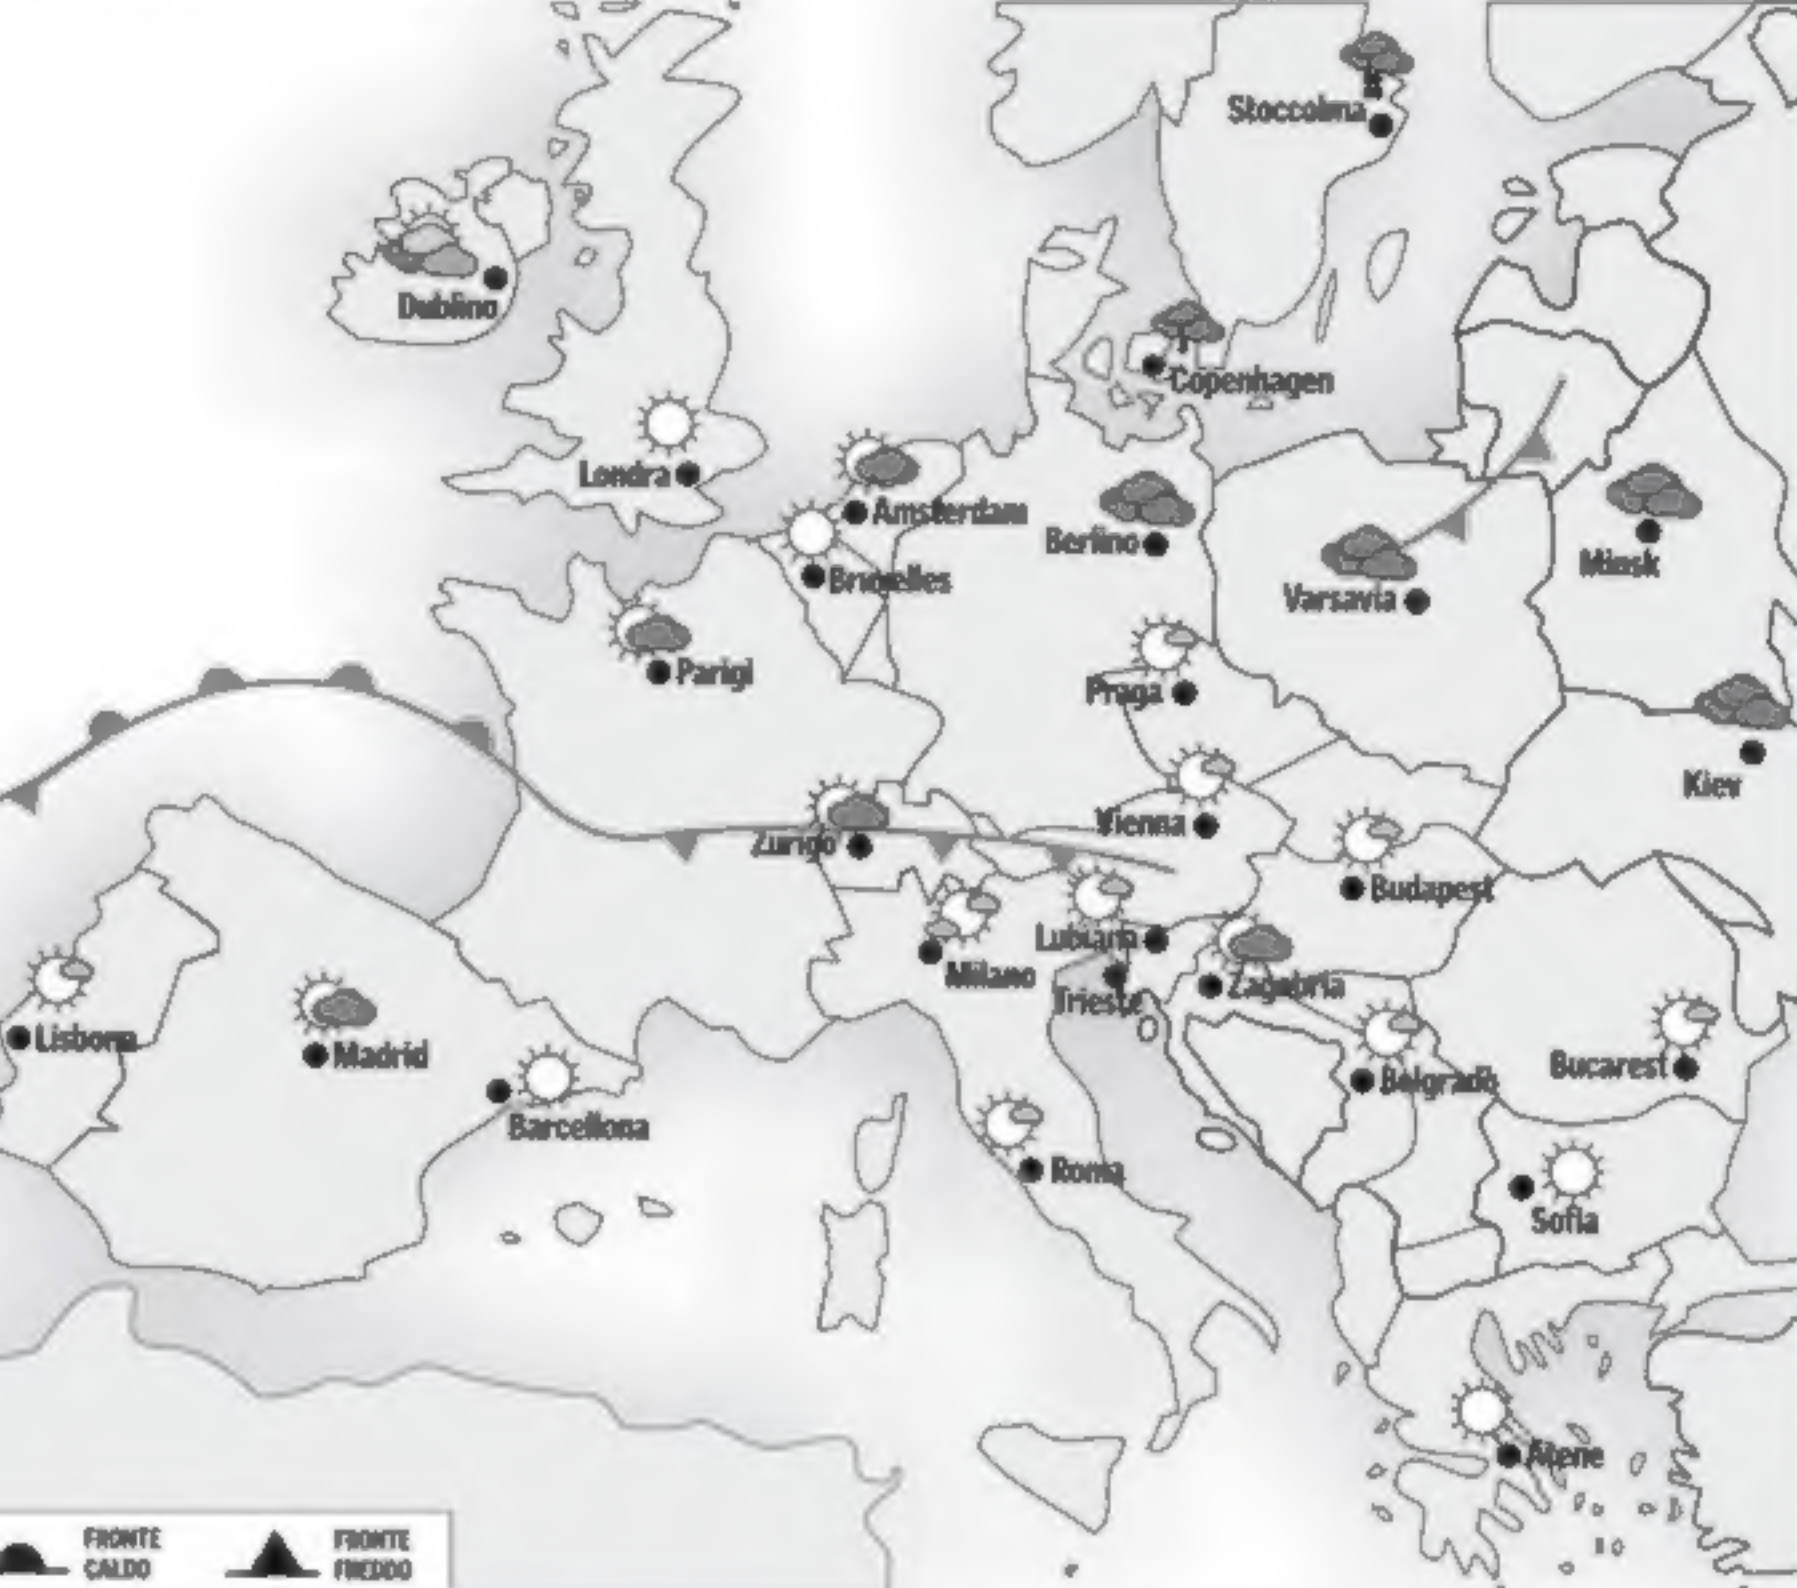 Stoccolma
Dublino
Copenhagen
Londra
Amsterdam
Berlino
Bruxelles
Minsk
Varsavia
Parigi
Praga
Kiev
Vienna
Zurigo
Budapest
Lubiana
Milano
Zagabria
Trieste
Lisbona
Madrid
Bucarest
Belgrado
Barcellona
Roma
Sofia
Atene
FRONTE
CALDO
FRONTE
FREDDO